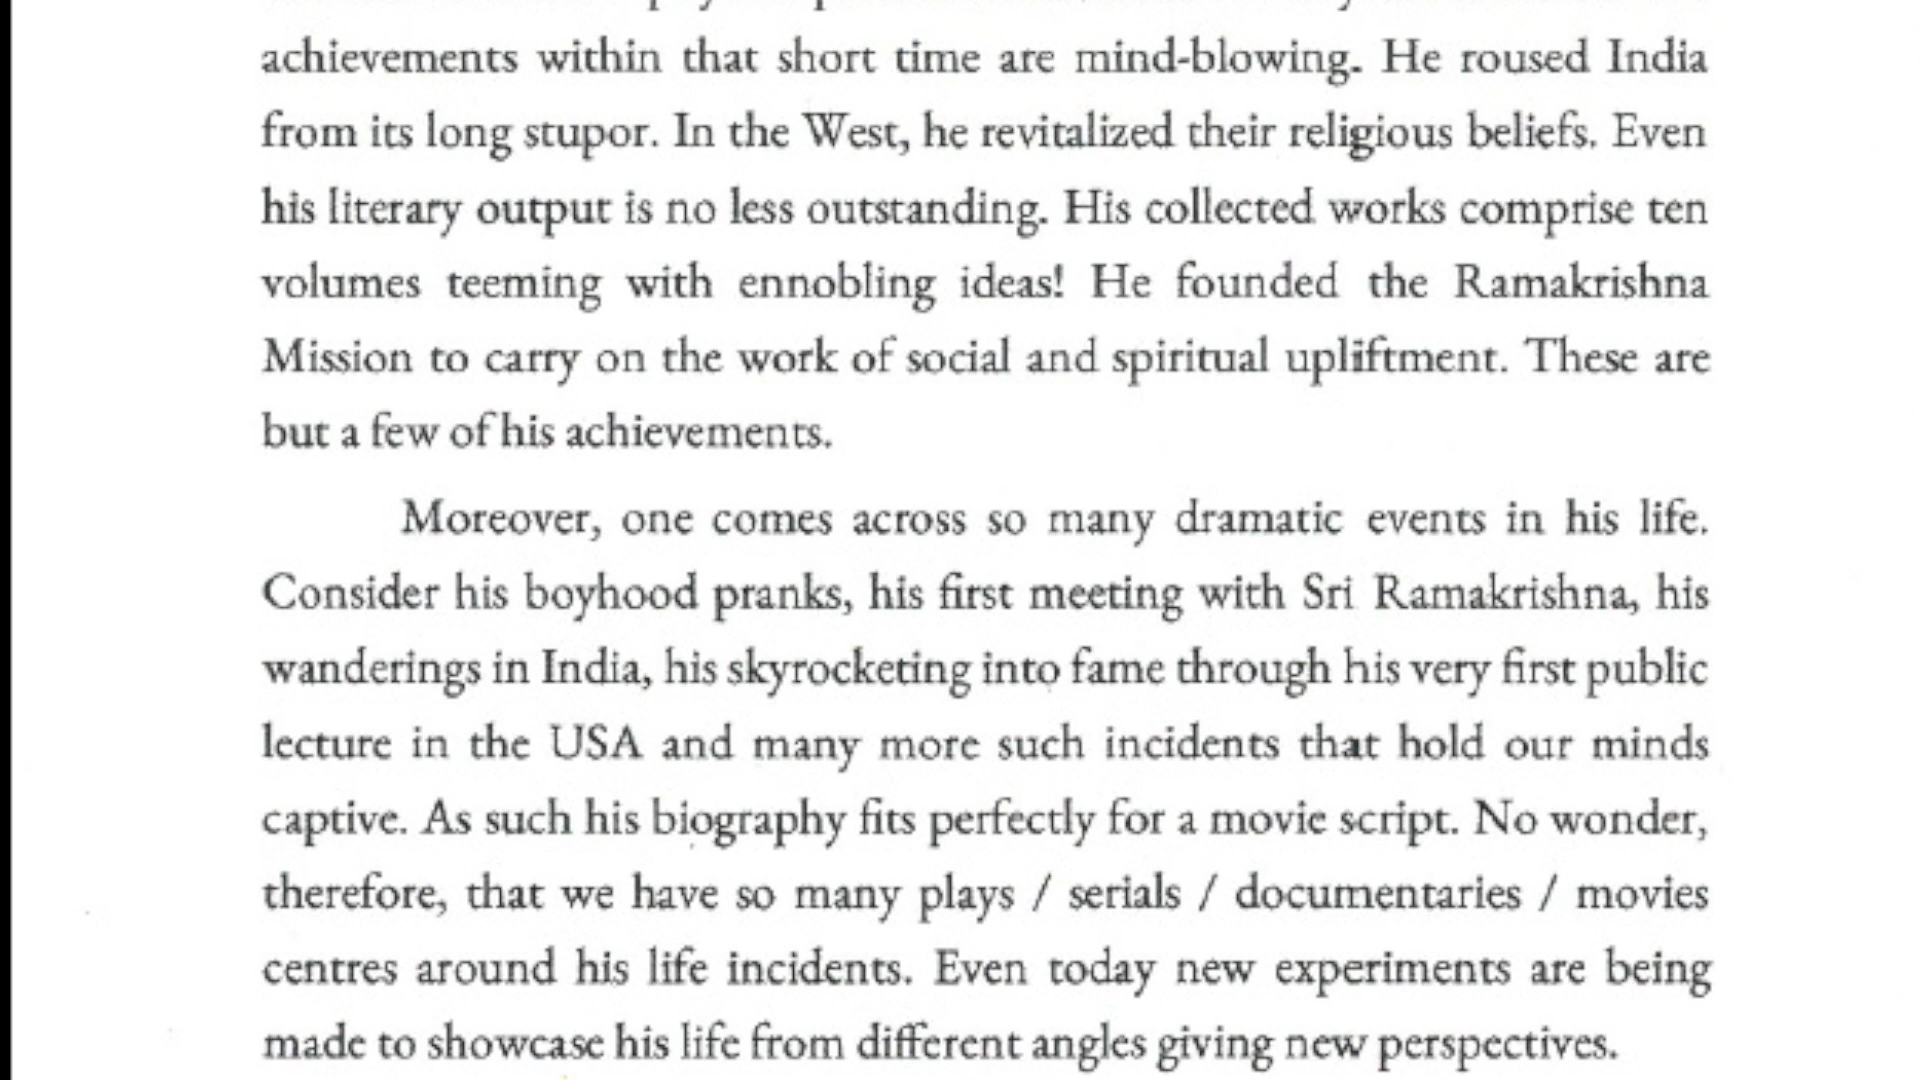 achievements within that short time are mind-blowing. He roused India
from its long stupor. In the West, he revitalized their religious beliefs. Even
his literary output is no less outstanding. His collected works comprise ten
volumes teeming with ennobling ideas! He founded the Ramakrishna
Mission to carry on the work of social and spiritual upliftment. These are
but a few of his achievements.
Moreover, one comes across so many dramatic events in his life.
Consider his boyhood pranks, his first meeting with Sri Ramakrishna, his
wanderings in India, his skyrocketing into fame through his very first public
lecture in the USA and many more such incidents that hold our minds
captive. As such his biography fits perfectly for a movie script. No wonder,
therefore, that we have so many plays / serials / documentaries / movies
centres around his life incidents. Even today new experiments are being
made to showcase his life from different angles giving new perspectives.